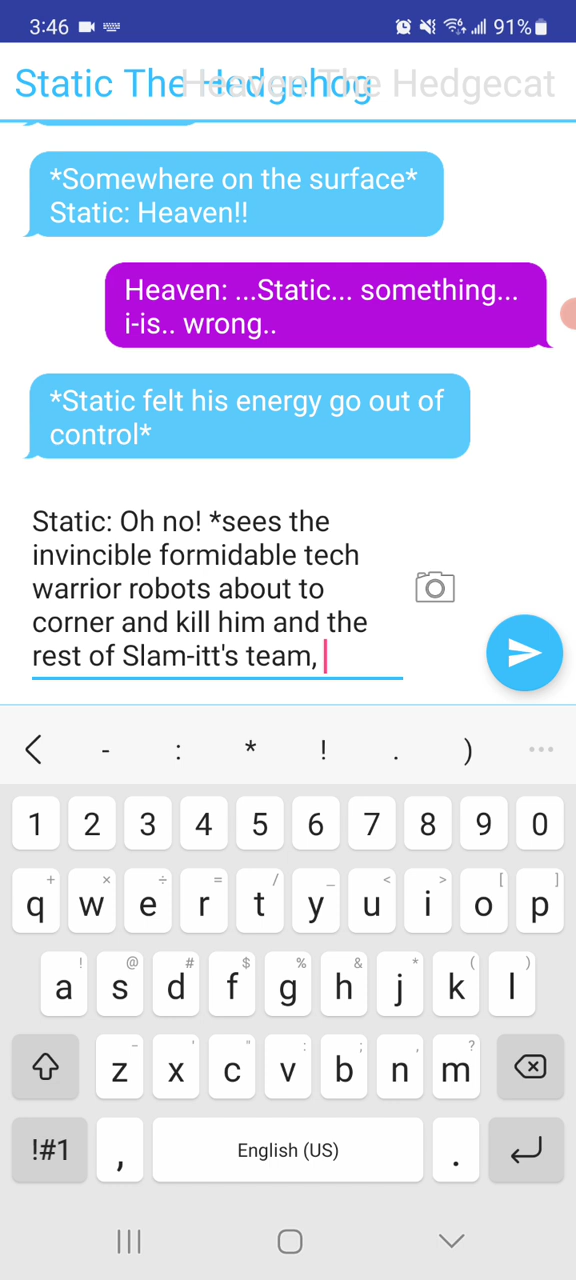 3:46 91%
Static The Hedgehog Heaven The Hedgecat
*Somewhere on the surface*
Static: Heaven!!
Heaven: ...Static... something...
i-is.. wrong..
*Static felt his energy go out of
control*
Static: Oh no! *sees the
invincible formidable tech
warrior robots about to
corner and kill him and the
rest of Slam-itt's team,
- : * ! . )
1 2 3 4 5 6 7 8 9 0
+ × ÷ = / _ < > [ ]
q w e r t y u i o p
! @ # $ % & * ( )
a s d f g h j k l
- ' " : ; , ?
z x c v b n m
!#1 , English (US) .